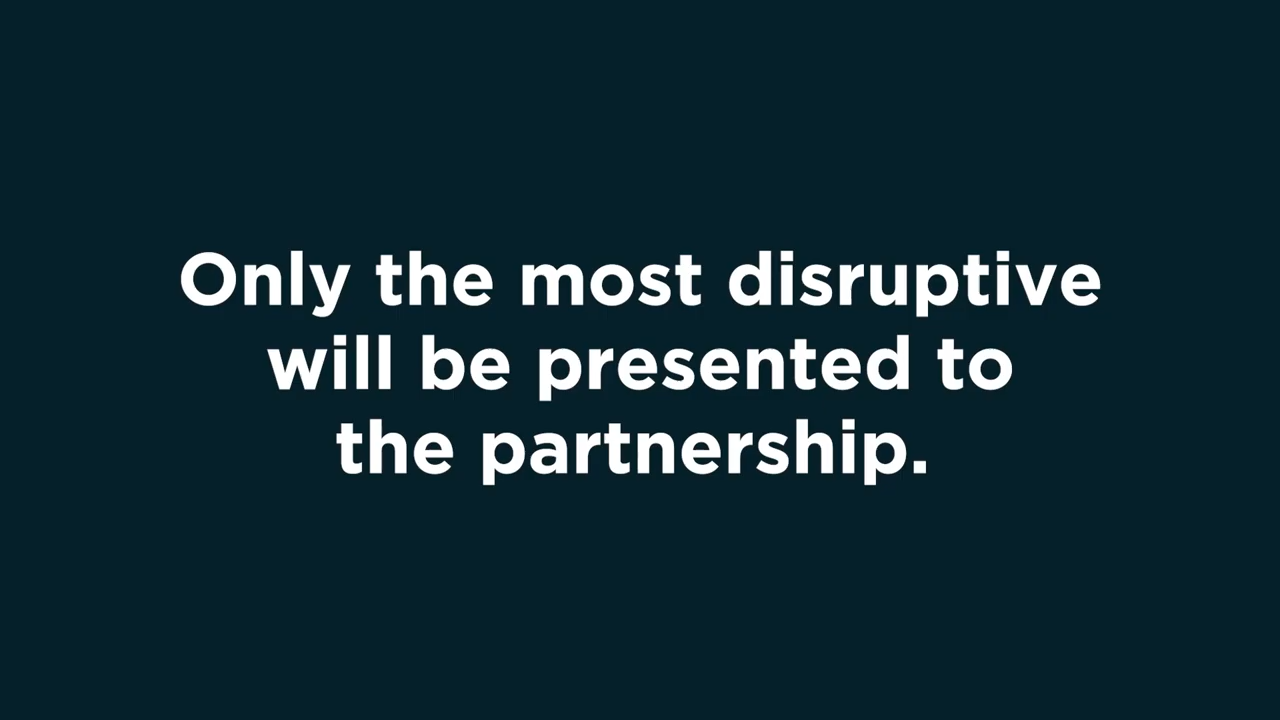 Only the most disruptive
will be presented to
the partnership.